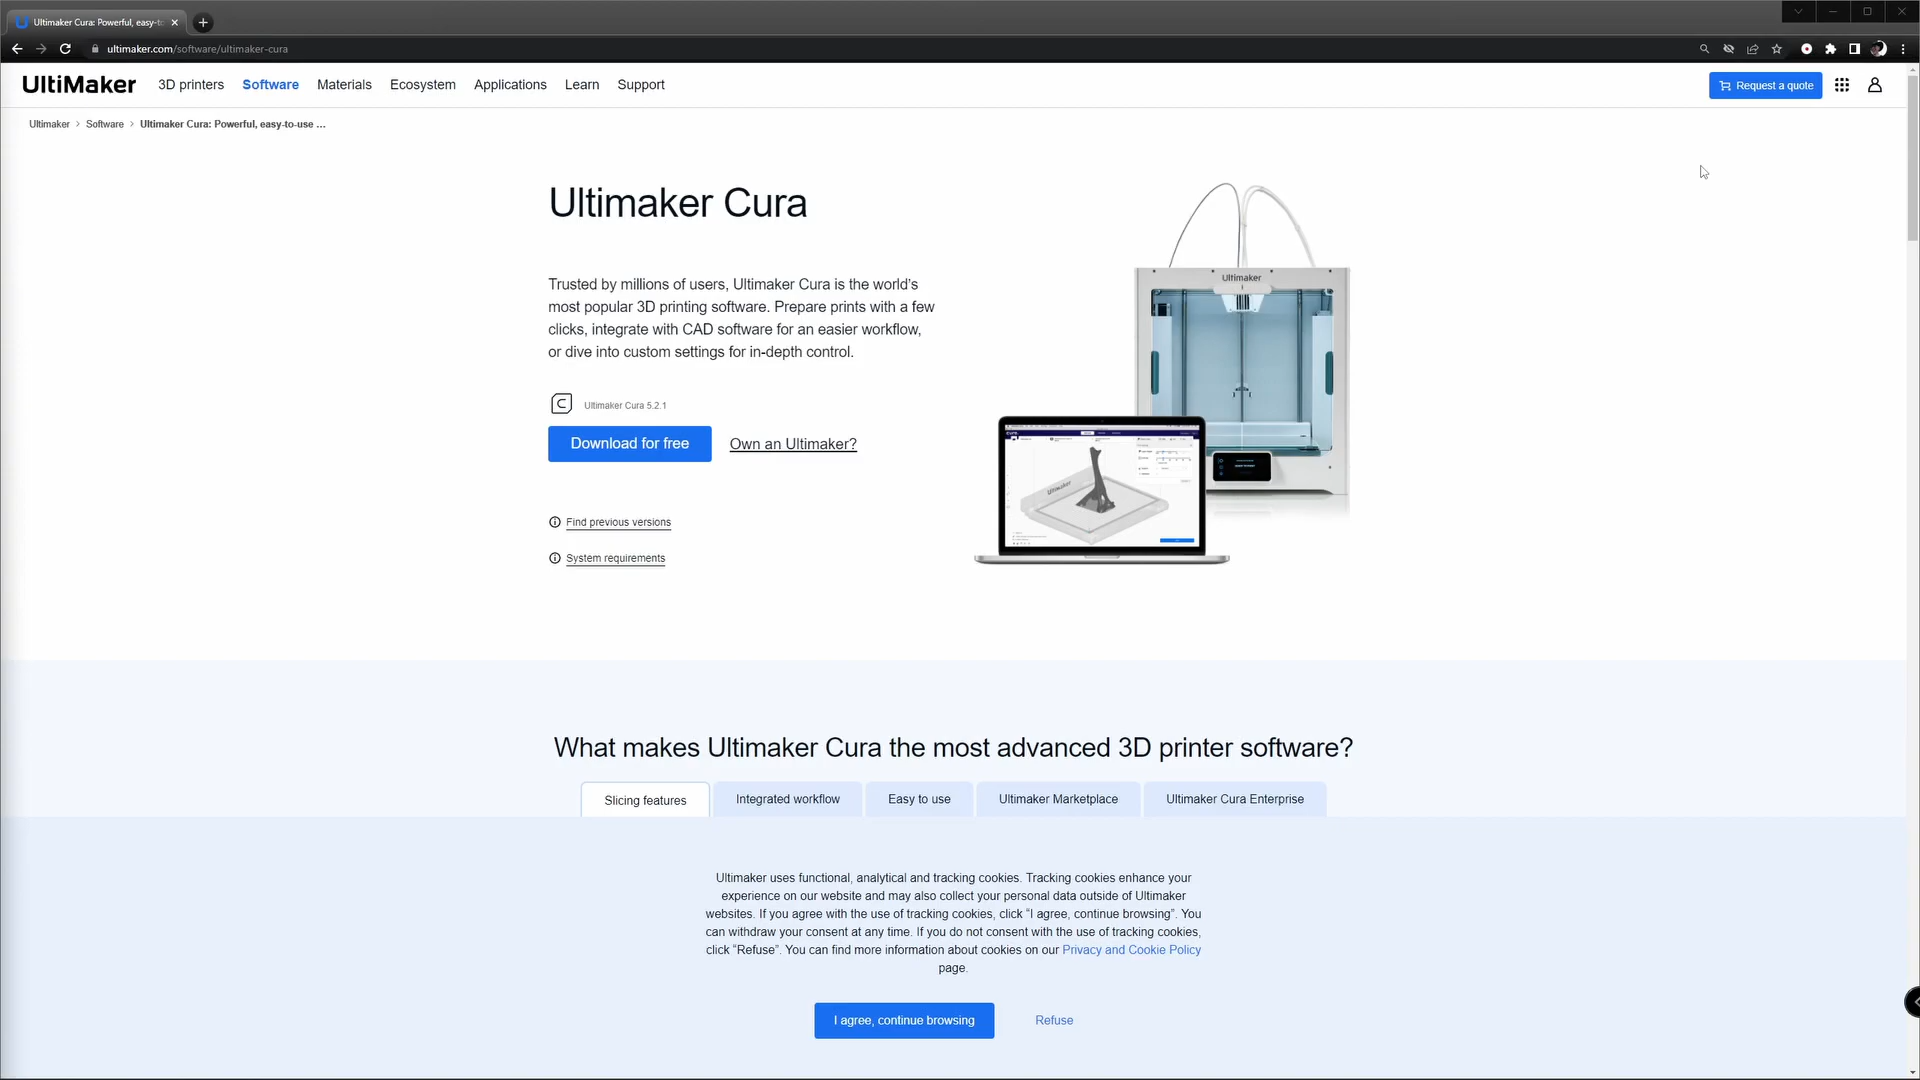 Ultimaker Cura: Powerful, easy-to
ultimaker.com/software/ultimaker-cura
UltiMaker
3D printers
Software
Materials
Ecosystem
Applications
Learn
Support
Request a quote
Ultimaker > Software > Ultimaker Cura: Powerful, easy-to-use ...
Ultimaker Cura
Trusted by millions of users, Ultimaker Cura is the world's
most popular 3D printing software. Prepare prints with a few
clicks, integrate with CAD software for an easier workflow,
or dive into custom settings for in-depth control.
Ultimaker Cura 5.2.1
Download for free
Own an Ultimaker?
Find previous versions
System requirements
Ultimaker
Ultimaker
What makes Ultimaker Cura the most advanced 3D printer software?
Slicing features
Integrated workflow
Easy to use
Ultimaker Marketplace
Ultimaker Cura Enterprise
Ultimaker uses functional, analytical and tracking cookies. Tracking cookies enhance your
experience on our website and may also collect your personal data outside of Ultimaker
websites. If you agree with the use of tracking cookies, click “I agree, continue browsing”. You
can withdraw your consent at any time. If you do not consent with the use of tracking cookies,
click “Refuse”. You can find more information about cookies on our Privacy and Cookie Policy
page.
I agree, continue browsing
Refuse